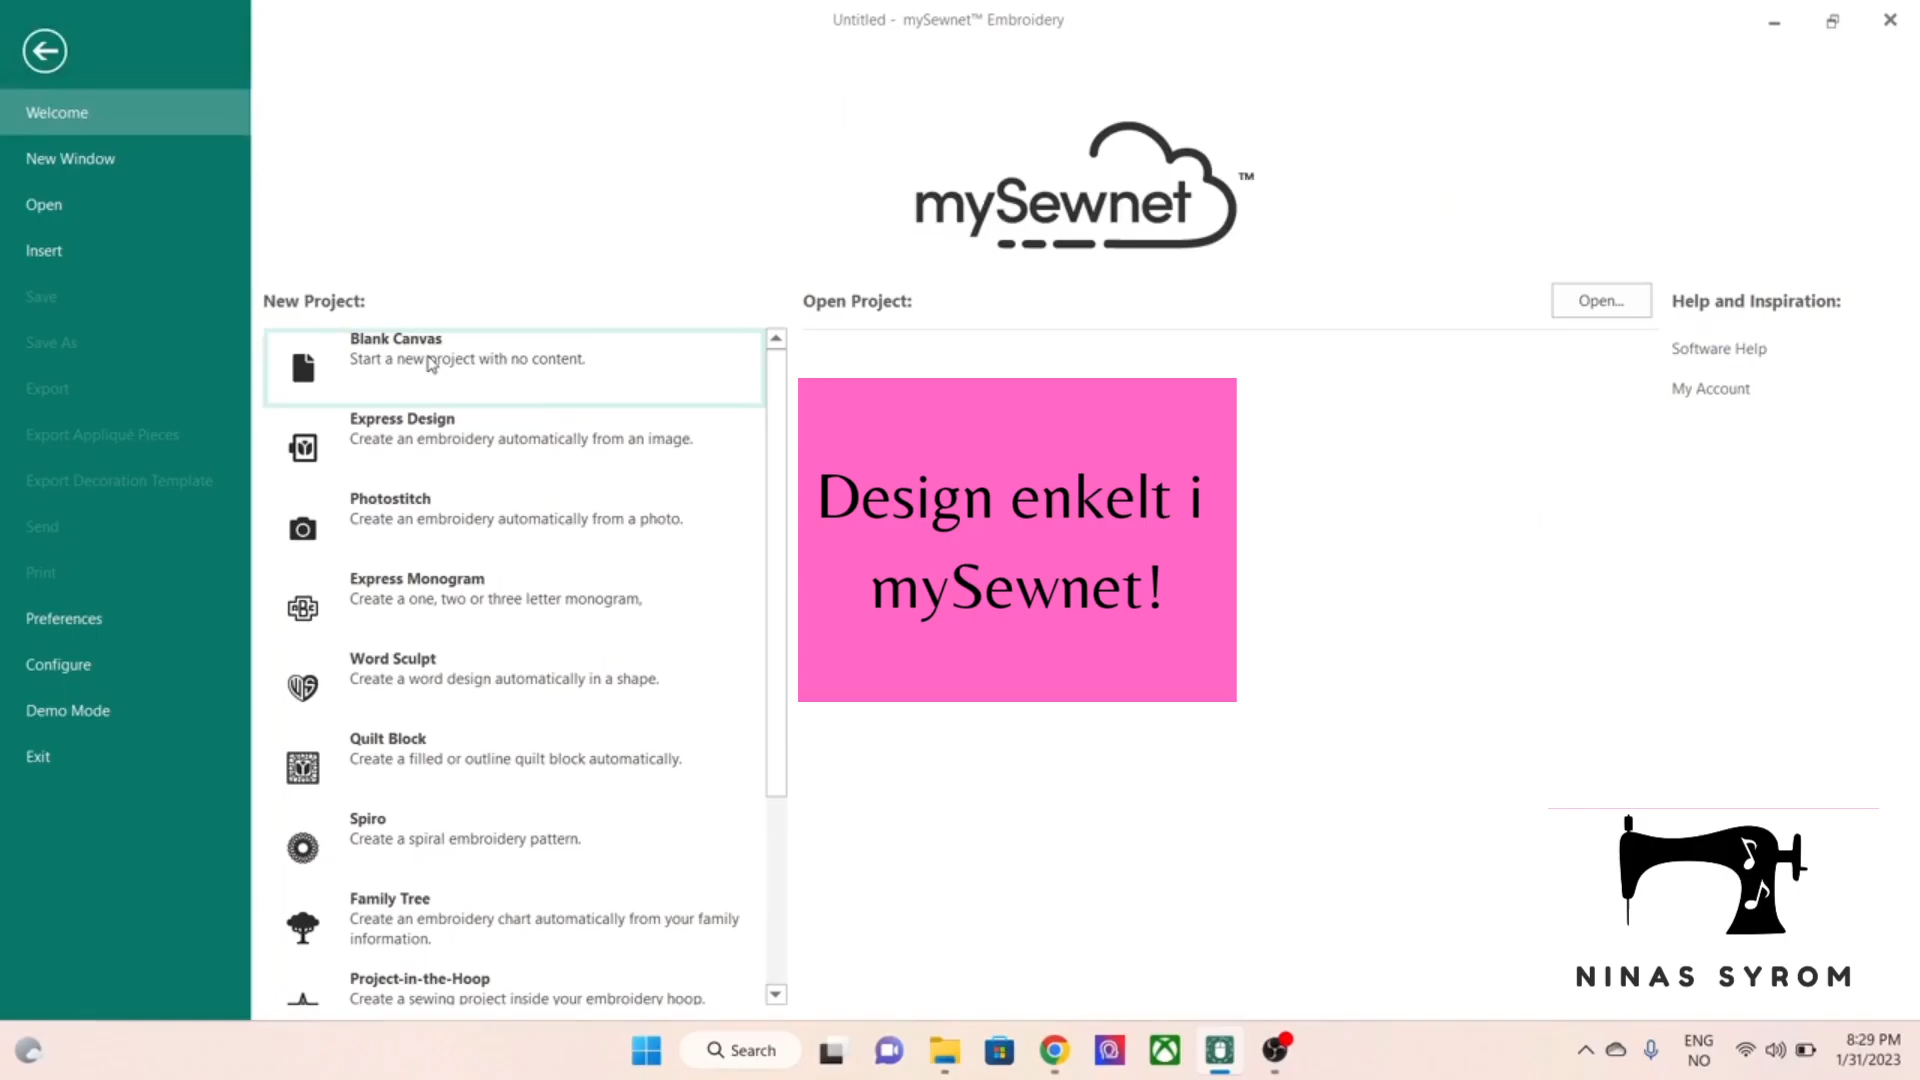 Untitled - mySewnet™ Embroidery
Welcome
New Window
Open
Insert
Save
Save As
Export
Export Appliqué Pieces
Export Decoration Template
Send
Print
Preferences
Configure
Demo Mode
Exit
mySewnet™
New Project:
Blank Canvas
Start a new project with no content.
Express Design
Create an embroidery automatically from an image.
Photostitch
Create an embroidery automatically from a photo.
Express Monogram
Create a one, two or three letter monogram,
Word Sculpt
Create a word design automatically in a shape.
Quilt Block
Create a filled or outline quilt block automatically.
Spiro
Create a spiral embroidery pattern.
Family Tree
Create an embroidery chart automatically from your family
information.
Project-in-the-Hoop
Create a sewing project inside your embroidery hoop.
Open Project:
Open...
Design enkelt i
mySewnet!
Help and Inspiration:
Software Help
My Account
NINAS SYROM
Search
ENG
NO
8:29 PM
1/31/2023